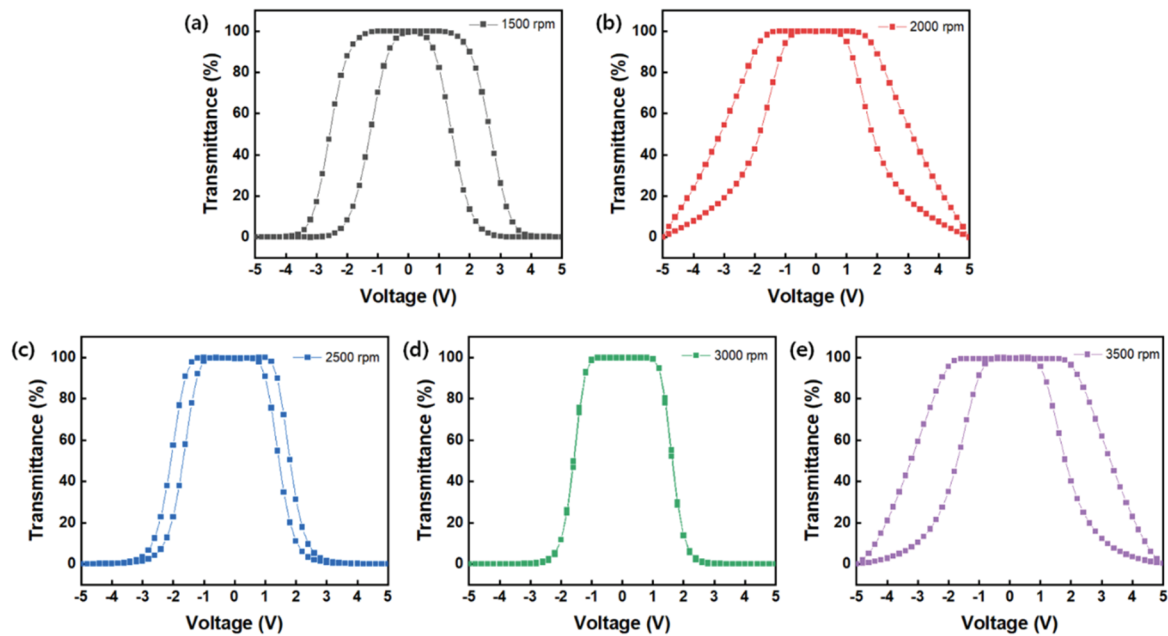 (a)
1500 rpm
Transmittance (%)
100
80
60
40
20
0
-5 -4 -3 -2 -1 0 1 2 3 4 5
Voltage (V)
(b)
2000 rpm
Transmittance (%)
100
80
60
40
20
0
-5 -4 -3 -2 -1 0 1 2 3 4 5
Voltage (V)
(c)
2500 rpm
Transmittance (%)
100
80
60
40
20
0
-5 -4 -3 -2 -1 0 1 2 3 4 5
Voltage (V)
(d)
3000 rpm
Transmittance (%)
100
80
60
40
20
0
-5 -4 -3 -2 -1 0 1 2 3 4 5
Voltage (V)
(e)
3500 rpm
Transmittance (%)
100
80
60
40
20
0
-5 -4 -3 -2 -1 0 1 2 3 4 5
Voltage (V)